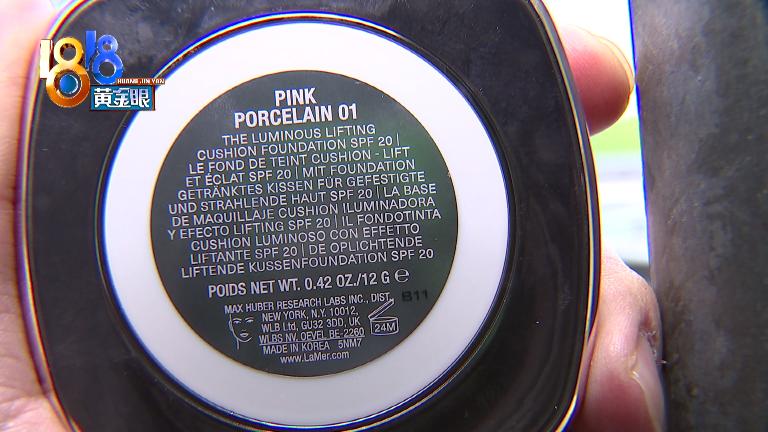 1818
HUANG JIN YAN
黄金眼
PINK
PORCELAIN 01
THE LUMINOUS LIFTING
CUSHION FOUNDATION SPF 20 |
LE FOND DE TEINT CUSHION - LIFT
ET ÉCLAT SPF 20 | MIT FOUNDATION
GETRÄNKTES KISSEN FÜR GEFESTIGTE
UND STRAHLENDE HAUT SPF 20 | LA BASE
DE MAQUILLAJE CUSHION ILUMINADORA
Y EFECTO LIFTING SPF 20 | IL FONDOTINTA
CUSHION LUMINOSO CON EFFETTO
LIFTANTE SPF 20 | DE OPLICHTENDE
LIFTENDE KUSSENFOUNDATION SPF 20
POIDS NET WT. 0.42 OZ./12 G ℮
MAX HUBER RESEARCH LABS INC., DIST.
B11
NEW YORK, N.Y. 10012,
WLB Ltd, GU32 3DD, UK
WLBS NV. OEVEL BE-2260
24M
MADE IN KOREA 5NM7
www.LaMer.com